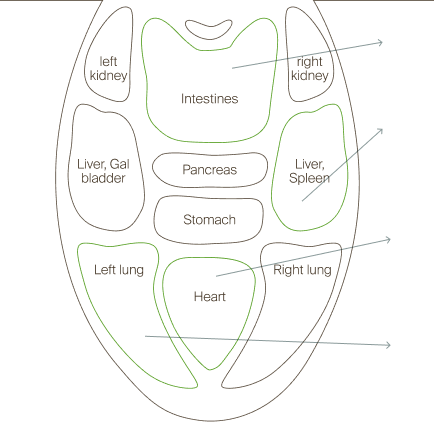 left
kidney
right
kidney
Intestines
Liver, Gal
bladder
Pancreas
Liver,
Spleen
Stomach
Left lung
Right lung
Heart